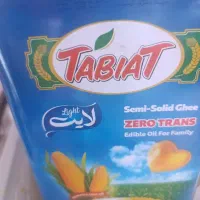 TABIAT
Light
لایت
Semi-Solid Ghee
ZERO TRANS
Edible Oil For Family